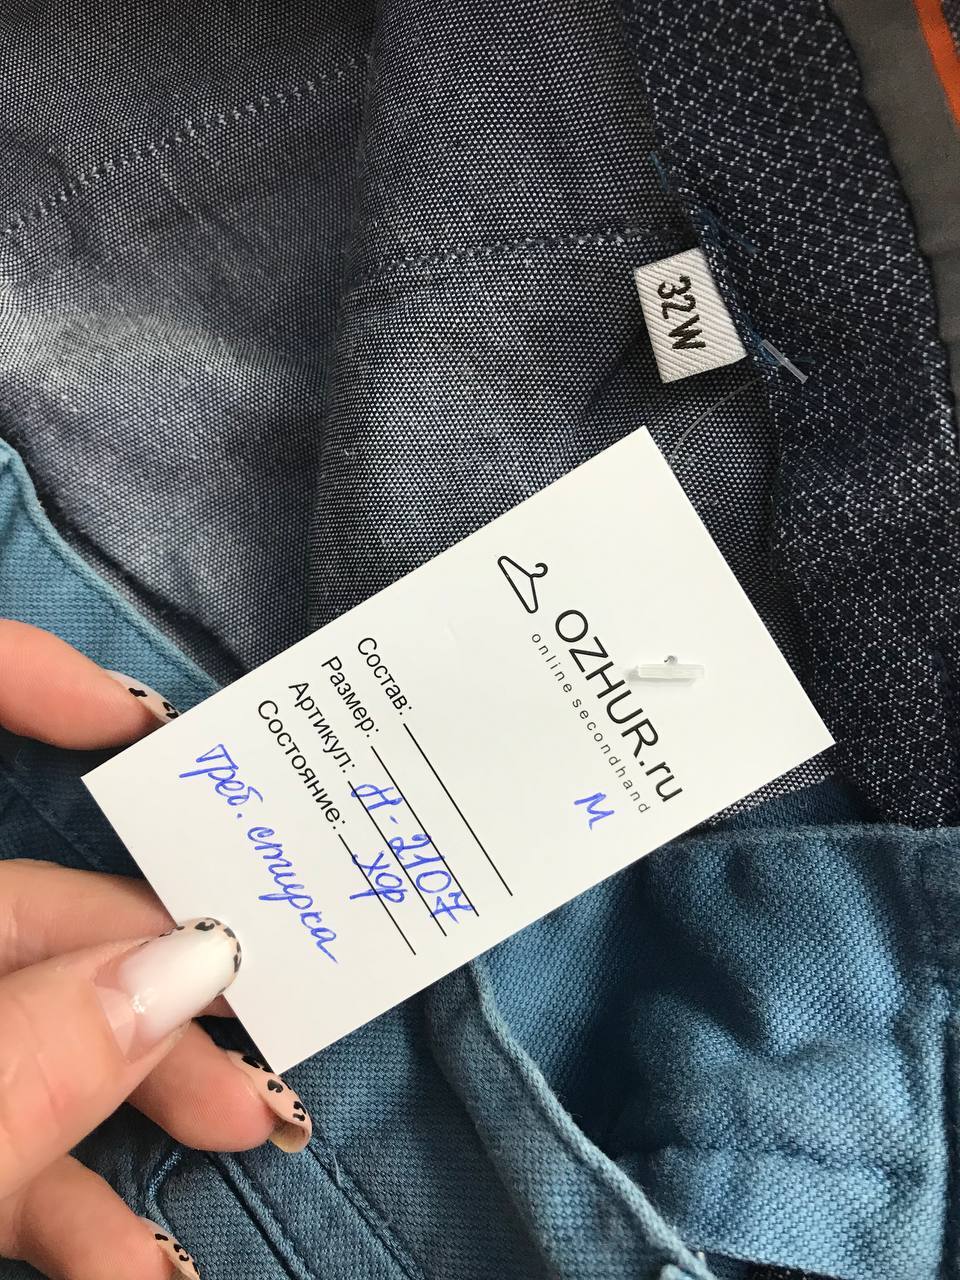 32W
OZHUR.ru
online secondhand
M
Состав:
Размер:
Артикул: Н-2107
Состояние: хор
треб. стирка